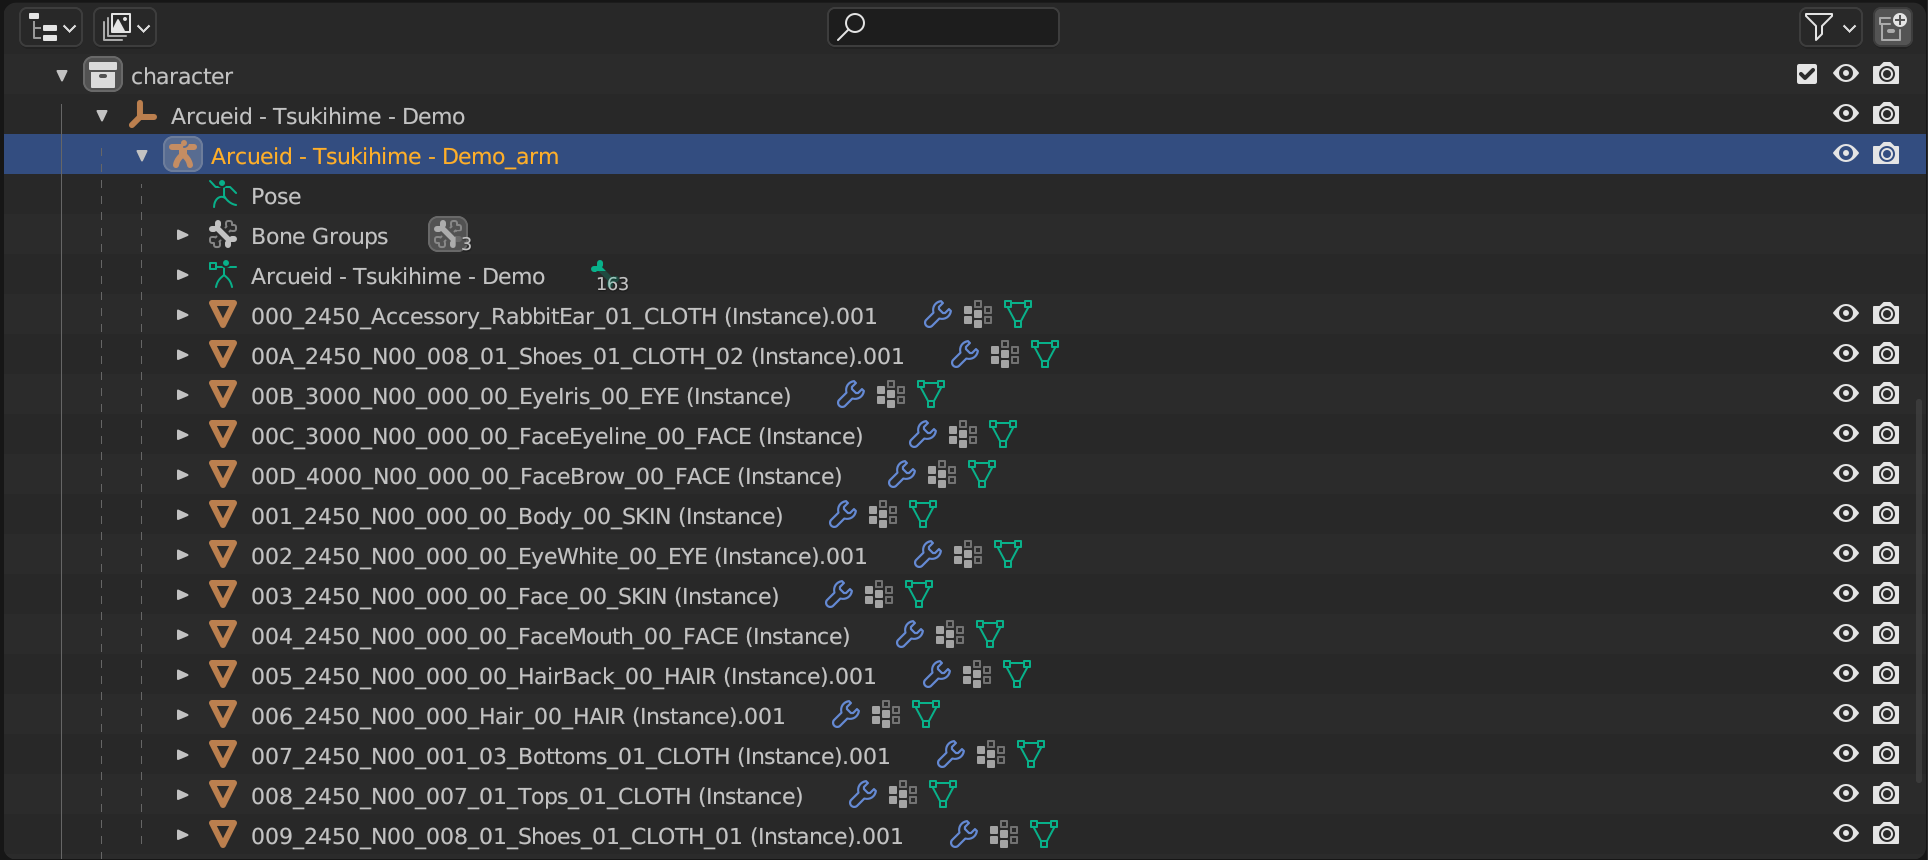 character
Arcueid - Tsukihime - Demo
Arcueid - Tsukihime - Demo_arm
Pose
Bone Groups 3
Arcueid - Tsukihime - Demo 163
000_2450_Accessory_RabbitEar_01_CLOTH (Instance).001
00A_2450_N00_008_01_Shoes_01_CLOTH_02 (Instance).001
00B_3000_N00_000_00_EyeIris_00_EYE (Instance)
00C_3000_N00_000_00_FaceEyeline_00_FACE (Instance)
00D_4000_N00_000_00_FaceBrow_00_FACE (Instance)
001_2450_N00_000_00_Body_00_SKIN (Instance)
002_2450_N00_000_00_EyeWhite_00_EYE (Instance).001
003_2450_N00_000_00_Face_00_SKIN (Instance)
004_2450_N00_000_00_FaceMouth_00_FACE (Instance)
005_2450_N00_000_00_HairBack_00_HAIR (Instance).001
006_2450_N00_000_Hair_00_HAIR (Instance).001
007_2450_N00_001_03_Bottoms_01_CLOTH (Instance).001
008_2450_N00_007_01_Tops_01_CLOTH (Instance)
009_2450_N00_008_01_Shoes_01_CLOTH_01 (Instance).001